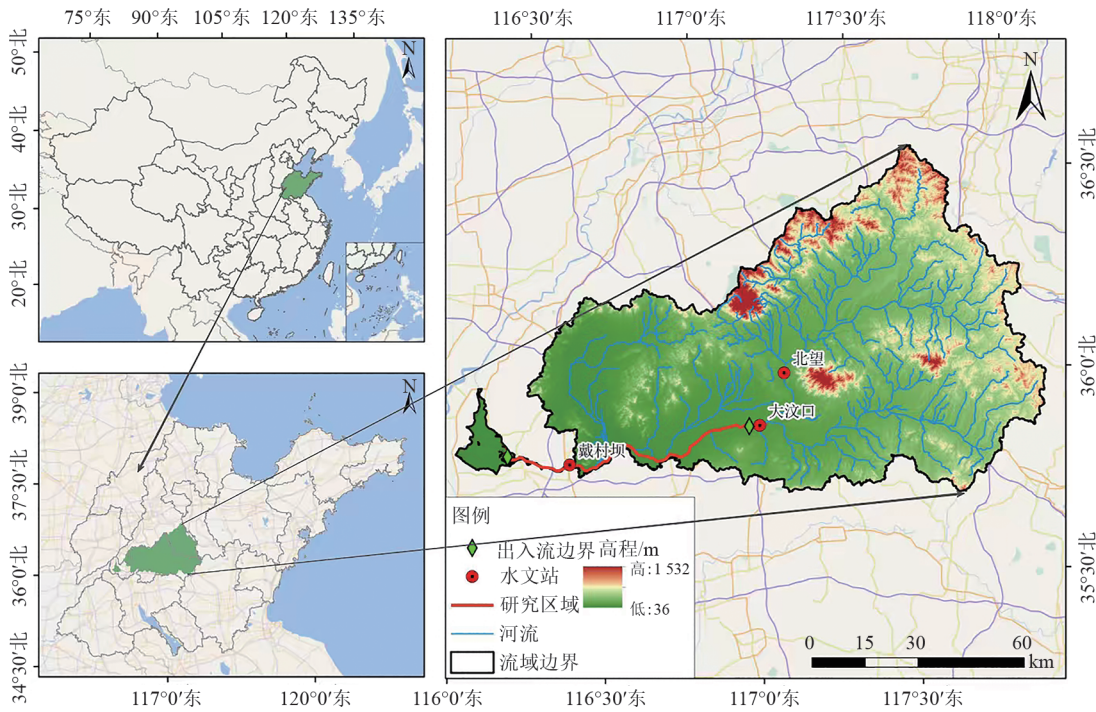 75°东 90°东 105°东 120°东 135°东
50°北
40°北
30°北
20°北
N
39°0′北
37°30′北
36°0′北
34°30′北
N
117°0′东 120°0′东
116°30′东 117°0′东 117°30′东 118°0′东
N
36°30′北
36°0′北
35°30′北
北望
大汶口
戴村坝
图例
出入流边界 高程/m
水文站
高:1 532
低:36
研究区域
河流
流域边界
0 15 30 60
km
116°0′东 116°30′东 117°0′东 117°30′东